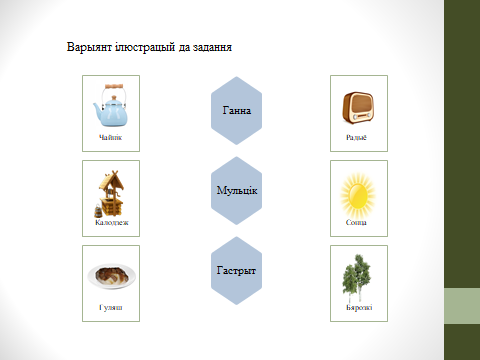 Варыянт ілюстрацый да задання
Чайнік
Ганна
Радыё
Калодзеж
Мульцік
Сонца
Гуляш
Гастрыт
Бярозкі